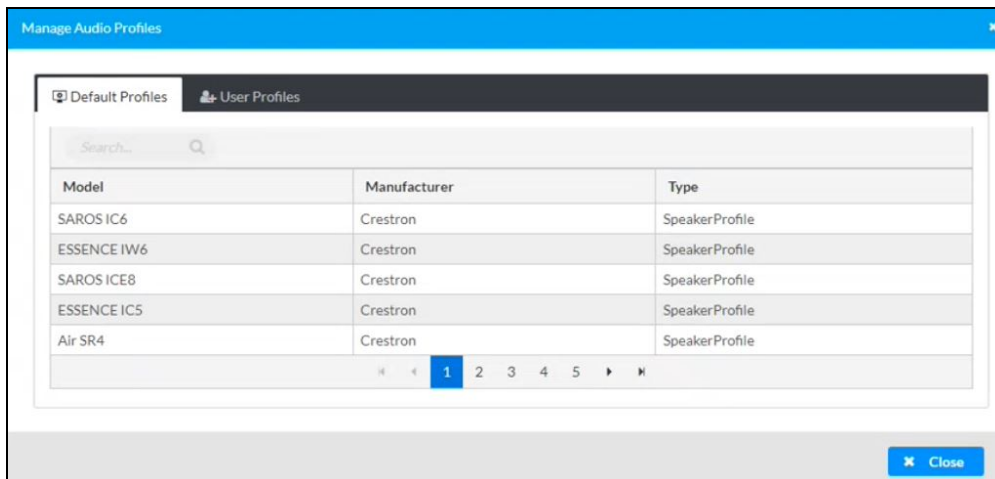 Manage Audio Profiles
Default Profiles User Profiles
Search...
Model Manufacturer Type
SAROS IC6 Crestron SpeakerProfile
ESSENCE IW6 Crestron SpeakerProfile
SAROS ICE8 Crestron SpeakerProfile
ESSENCE IC5 Crestron SpeakerProfile
Air SR4 Crestron SpeakerProfile
1 2 3 4 5
Close